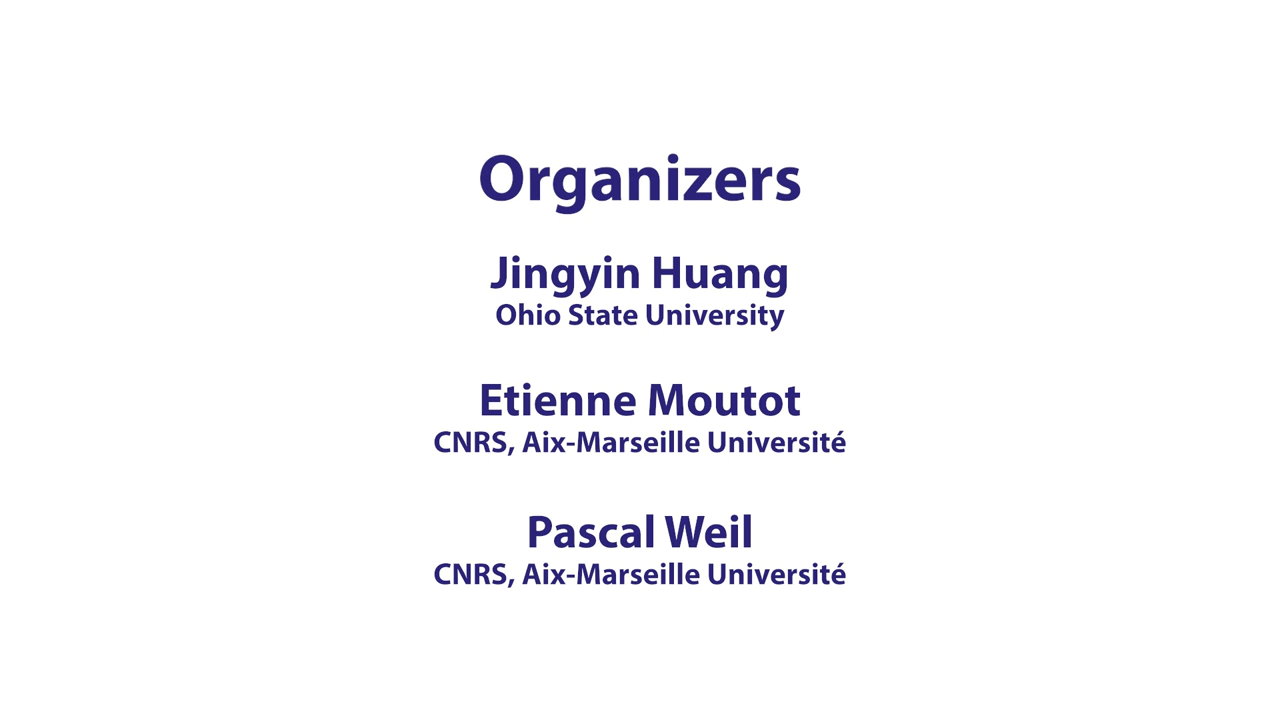 Organizers
Jingyin Huang
Ohio State University
Etienne Moutot
CNRS, Aix-Marseille Université
Pascal Weil
CNRS, Aix-Marseille Université